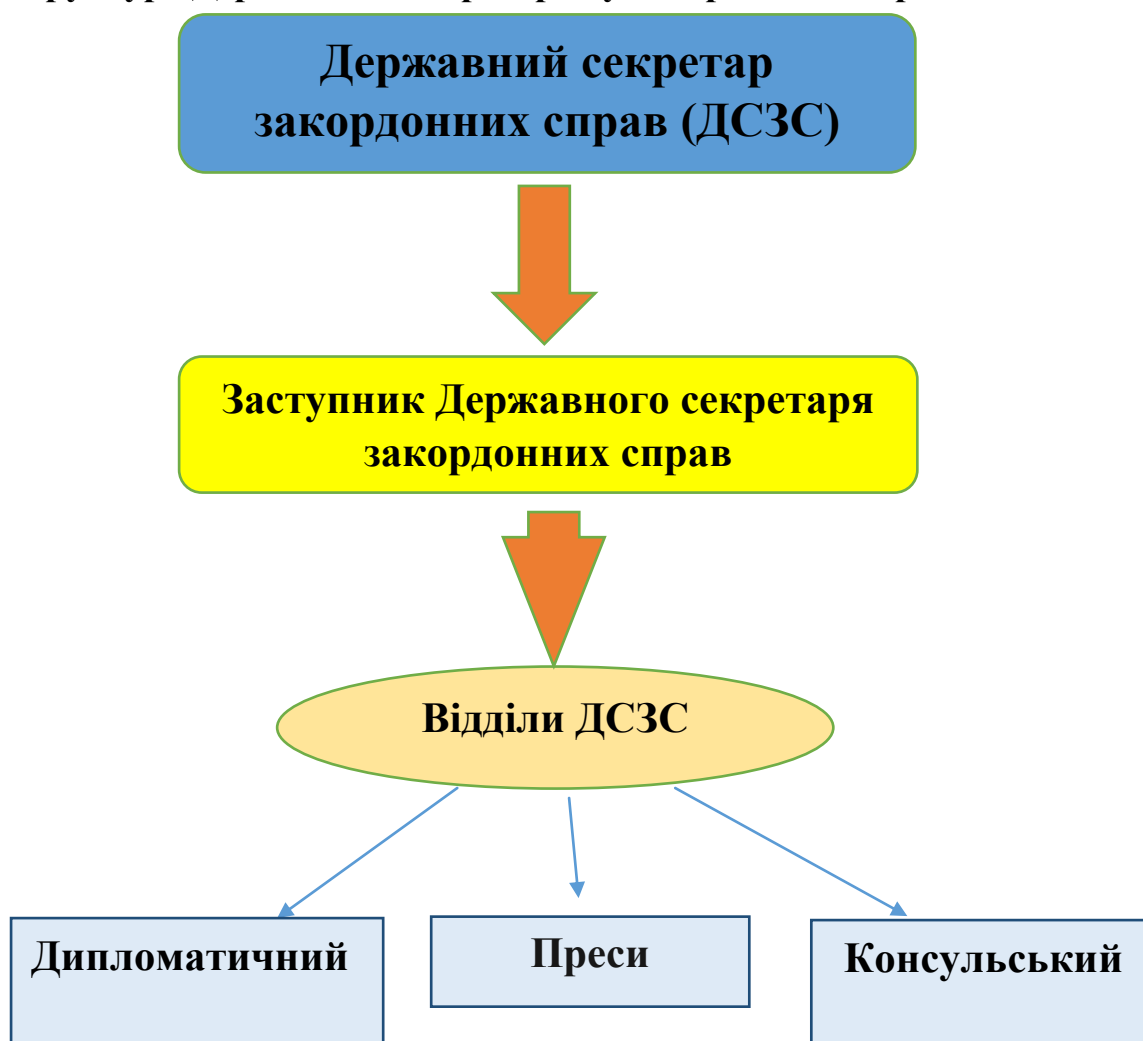 Державний секретар
закордонних справ (ДСЗС)
Заступник Державного секретаря
закордонних справ
Відділи ДСЗС
Дипломатичний
Преси
Консульський